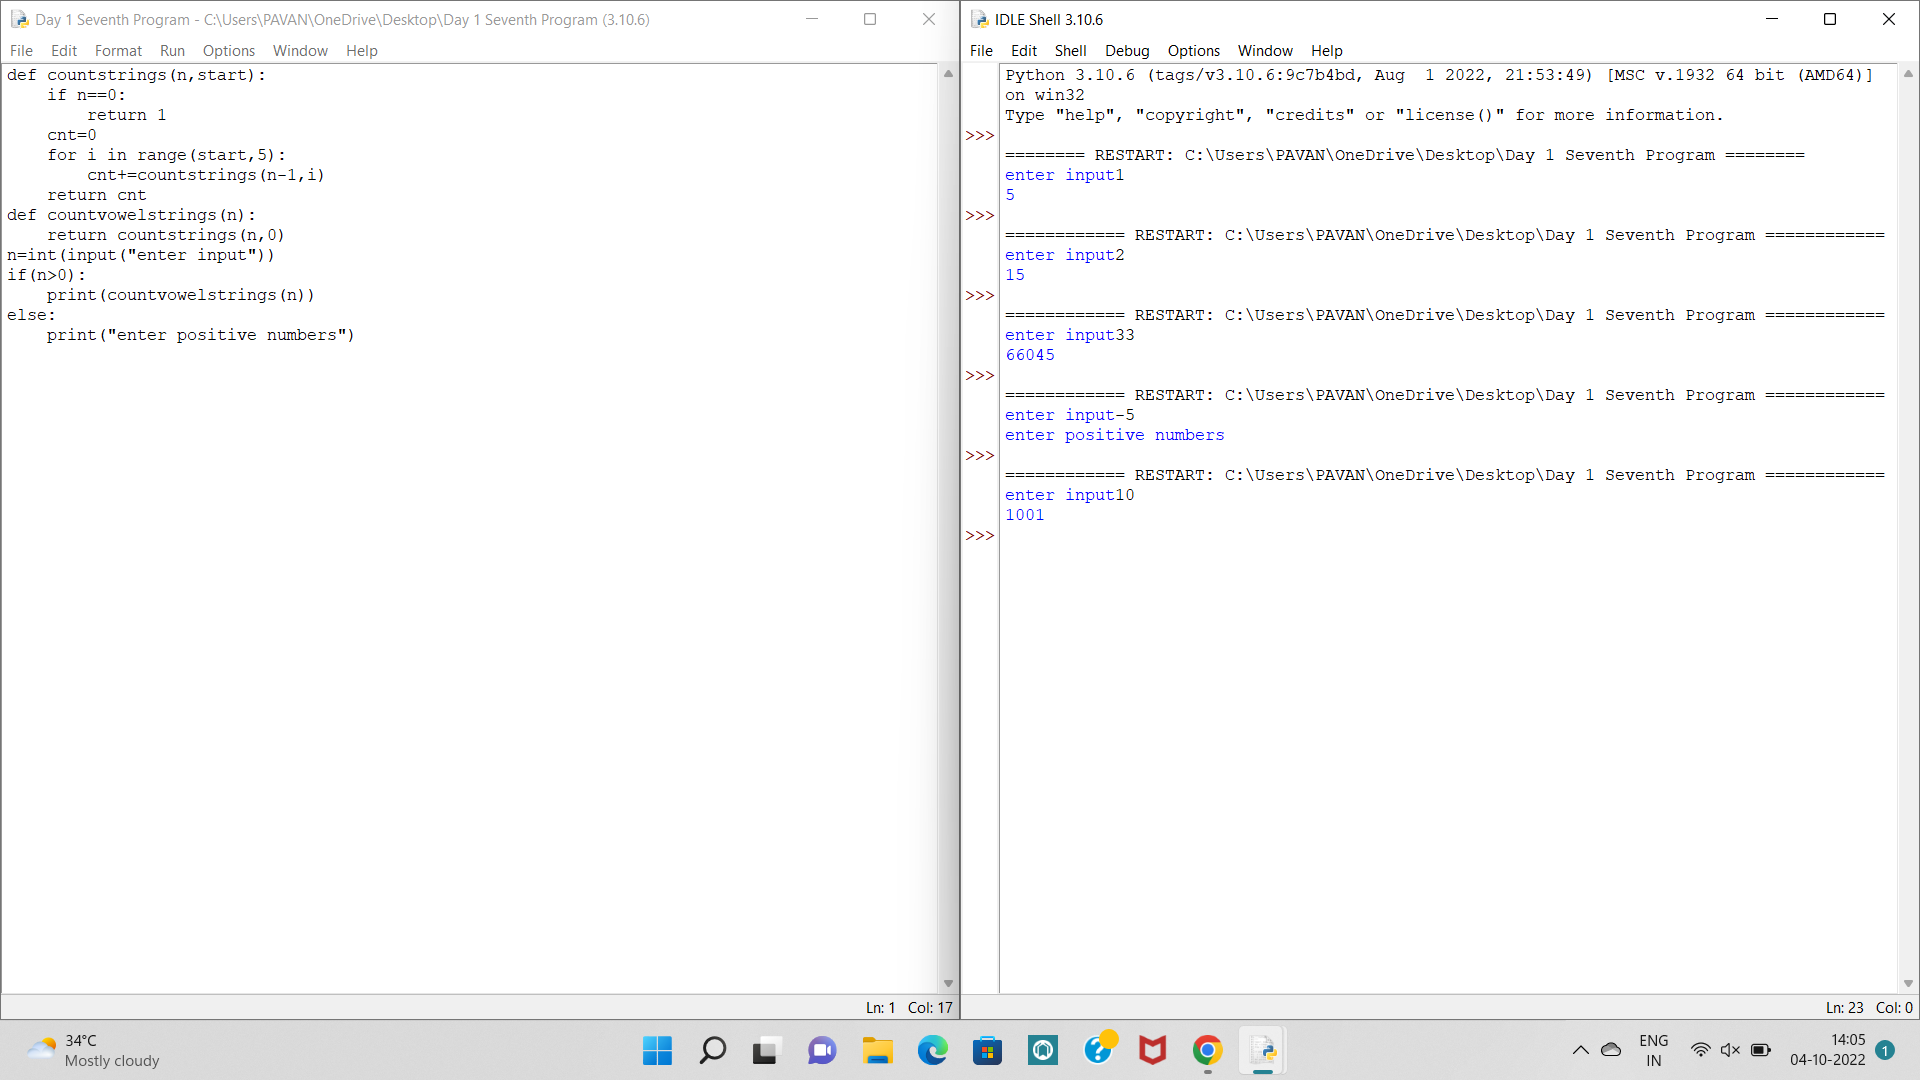 Day 1 Seventh Program - C:\Users\PAVAN\OneDrive\Desktop\Day 1 Seventh Program (3.10.6)
File Edit Format Run Options Window Help
def countstrings(n,start):
    if n==0:
        return 1
    cnt=0
    for i in range(start,5):
        cnt+=countstrings(n-1,i)
    return cnt
def countvowelstrings(n):
    return countstrings(n,0)
n=int(input("enter input"))
if(n>0):
    print(countvowelstrings(n))
else:
    print("enter positive numbers")
Ln: 1 Col: 17
IDLE Shell 3.10.6
File Edit Shell Debug Options Window Help
Python 3.10.6 (tags/v3.10.6:9c7b4bd, Aug  1 2022, 21:53:49) [MSC v.1932 64 bit (AMD64)]
on win32
Type "help", "copyright", "credits" or "license()" for more information.
>>>
======== RESTART: C:\Users\PAVAN\OneDrive\Desktop\Day 1 Seventh Program ========
enter input1
5
>>>
============ RESTART: C:\Users\PAVAN\OneDrive\Desktop\Day 1 Seventh Program ============
enter input2
15
>>>
============ RESTART: C:\Users\PAVAN\OneDrive\Desktop\Day 1 Seventh Program ============
enter input33
66045
>>>
============ RESTART: C:\Users\PAVAN\OneDrive\Desktop\Day 1 Seventh Program ============
enter input-5
enter positive numbers
>>>
============ RESTART: C:\Users\PAVAN\OneDrive\Desktop\Day 1 Seventh Program ============
enter input10
1001
>>>
Ln: 23 Col: 0
34°C
Mostly cloudy
ENG
IN
14:05
04-10-2022
1